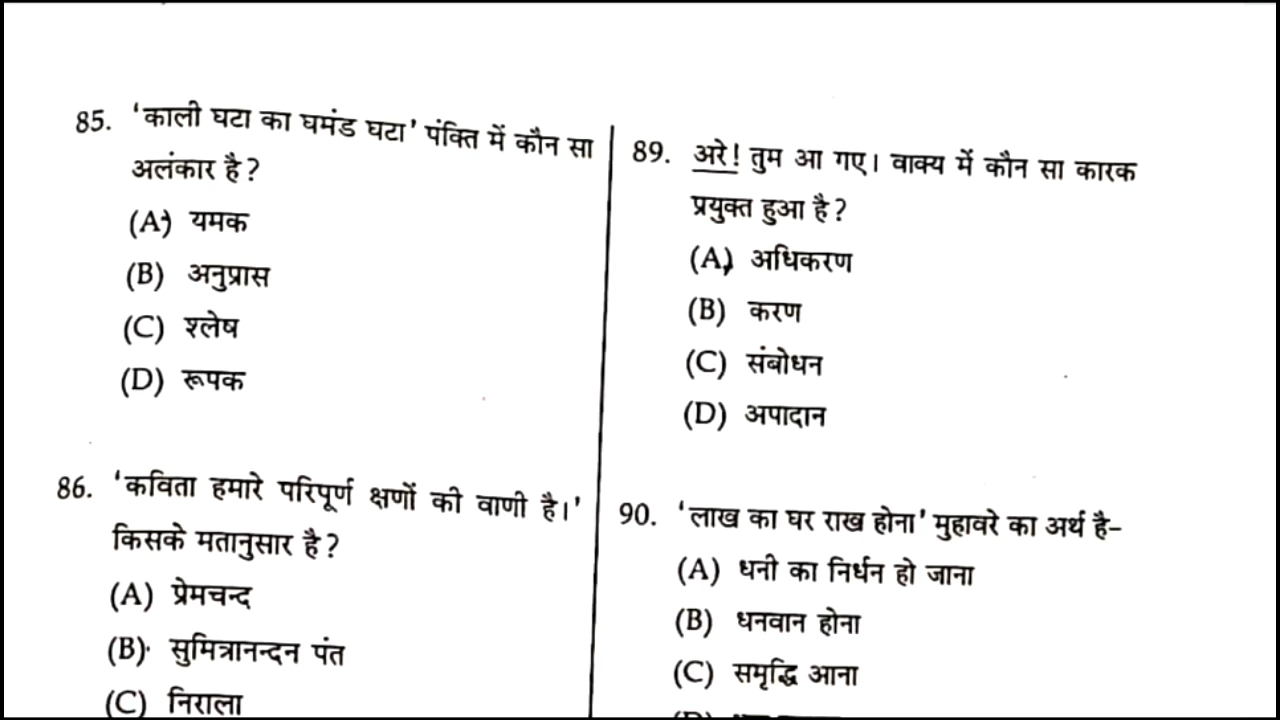 85. 'काली घटा का घमंड घटा' पंक्ति में कौन सा
अलंकार है?
(A) यमक
(B) अनुप्रास
(C) श्लेष
(D) रूपक
86. 'कविता हमारे परिपूर्ण क्षणों की वाणी है।'
किसके मतानुसार है?
(A) प्रेमचन्द
(B) सुमित्रानन्दन पंत
(C) निराला
89. अरे! तुम आ गए। वाक्य में कौन सा कारक
प्रयुक्त हुआ है?
(A) अधिकरण
(B) करण
(C) संबोधन
(D) अपादान
90. 'लाख का घर राख होना' मुहावरे का अर्थ है-
(A) धनी का निर्धन हो जाना
(B) धनवान होना
(C) समृद्धि आना
(D)